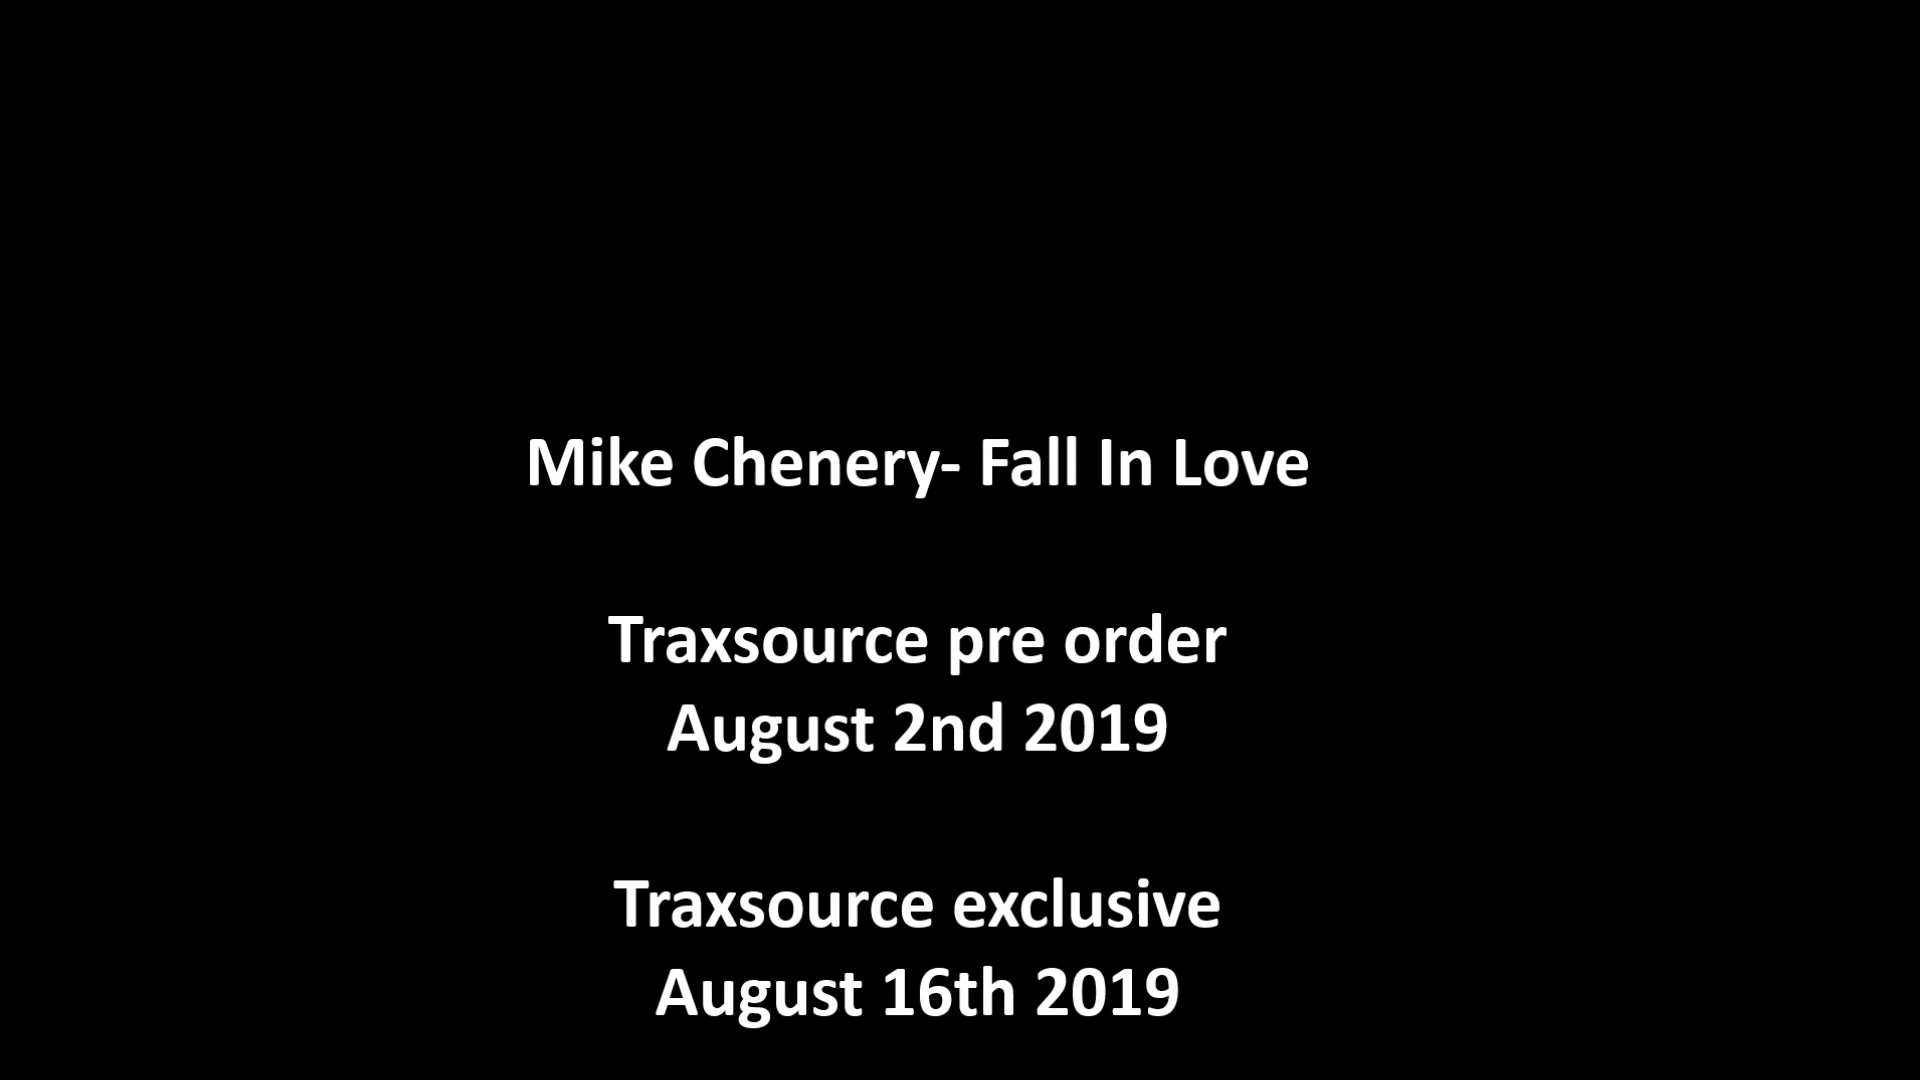 Mike Chenery- Fall In Love
Traxsource pre order
August 2nd 2019
Traxsource exclusive
August 16th 2019